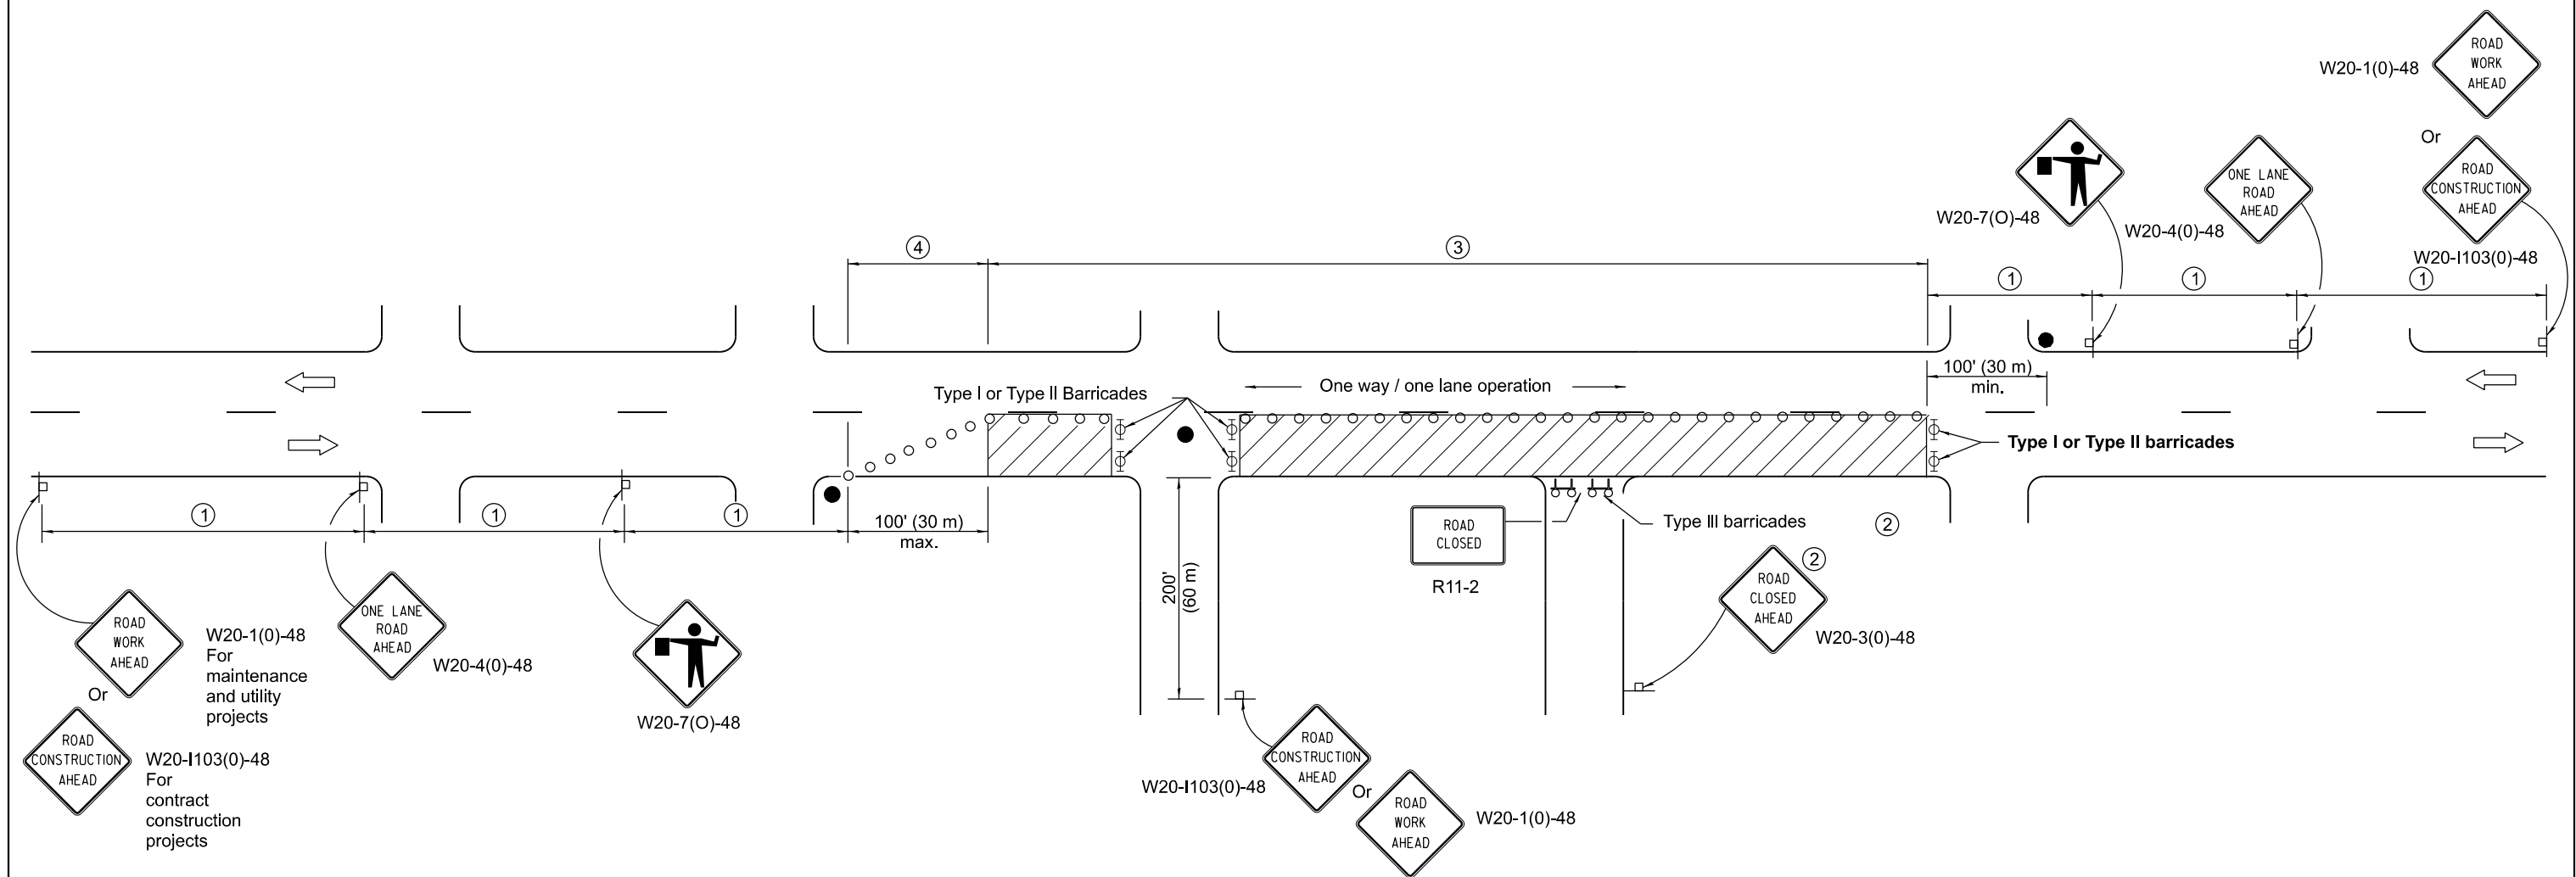 ROAD
WORK
AHEAD
W20-1(0)-48
Or
ROAD
CONSTRUCTION
AHEAD
W20-I103(0)-48
W20-7(O)-48
ONE LANE
ROAD
AHEAD
W20-4(0)-48
4
3
1
1
1
100' (30 m)
min.
Type I or Type II Barricades
One way / one lane operation
Type I or Type II barricades
1
1
1
100' (30 m)
max.
200'
(60 m)
ROAD
CLOSED
R11-2
Type III barricades
2
2
ROAD
CLOSED
AHEAD
W20-3(0)-48
ROAD
WORK
AHEAD
W20-1(0)-48
For
maintenance
and utility
projects
Or
ROAD
CONSTRUCTION
AHEAD
W20-I103(0)-48
For
contract
construction
projects
ONE LANE
ROAD
AHEAD
W20-4(0)-48
W20-7(O)-48
ROAD
CONSTRUCTION
AHEAD
W20-I103(0)-48
Or
ROAD
WORK
AHEAD
W20-1(0)-48